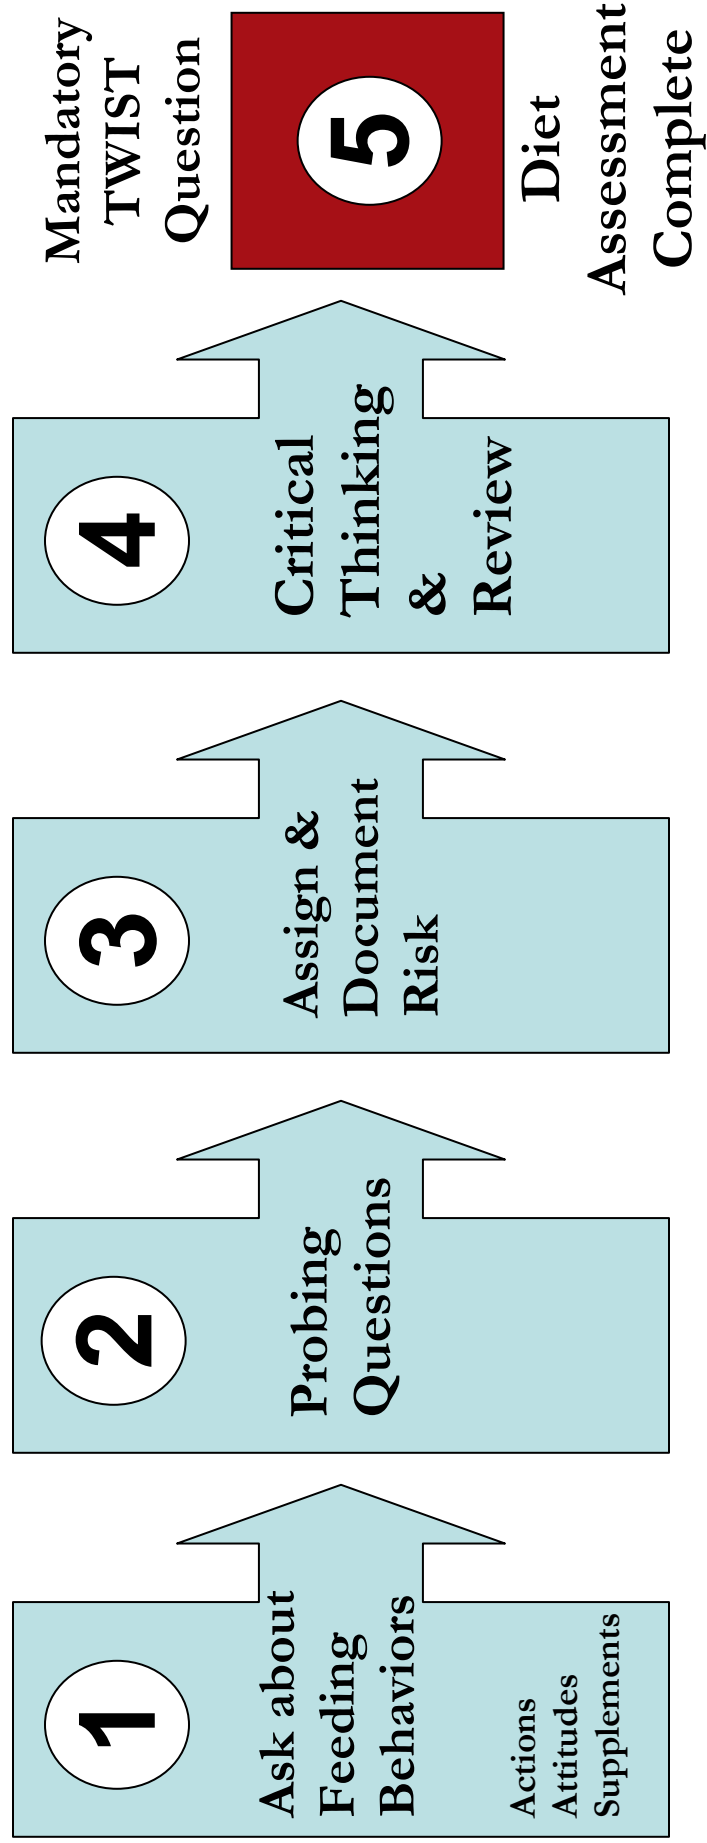 1
Ask about
Feeding
Behaviors
Actions
Attitudes
Supplements
2
Probing
Questions
3
Assign &
Document
Risk
4
Critical
Thinking
&
Review
Mandatory
TWIST
Question
5
Diet
Assessment
Complete